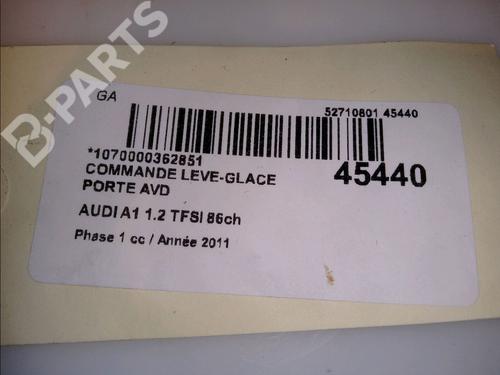 B-PARTS
GA
52710801 45440
*1070000362851
COMMANDE LEVE-GLACE
PORTE AVD
45440
AUDI A1 1.2 TFSI 86ch
Phase 1 cc / Année 2011